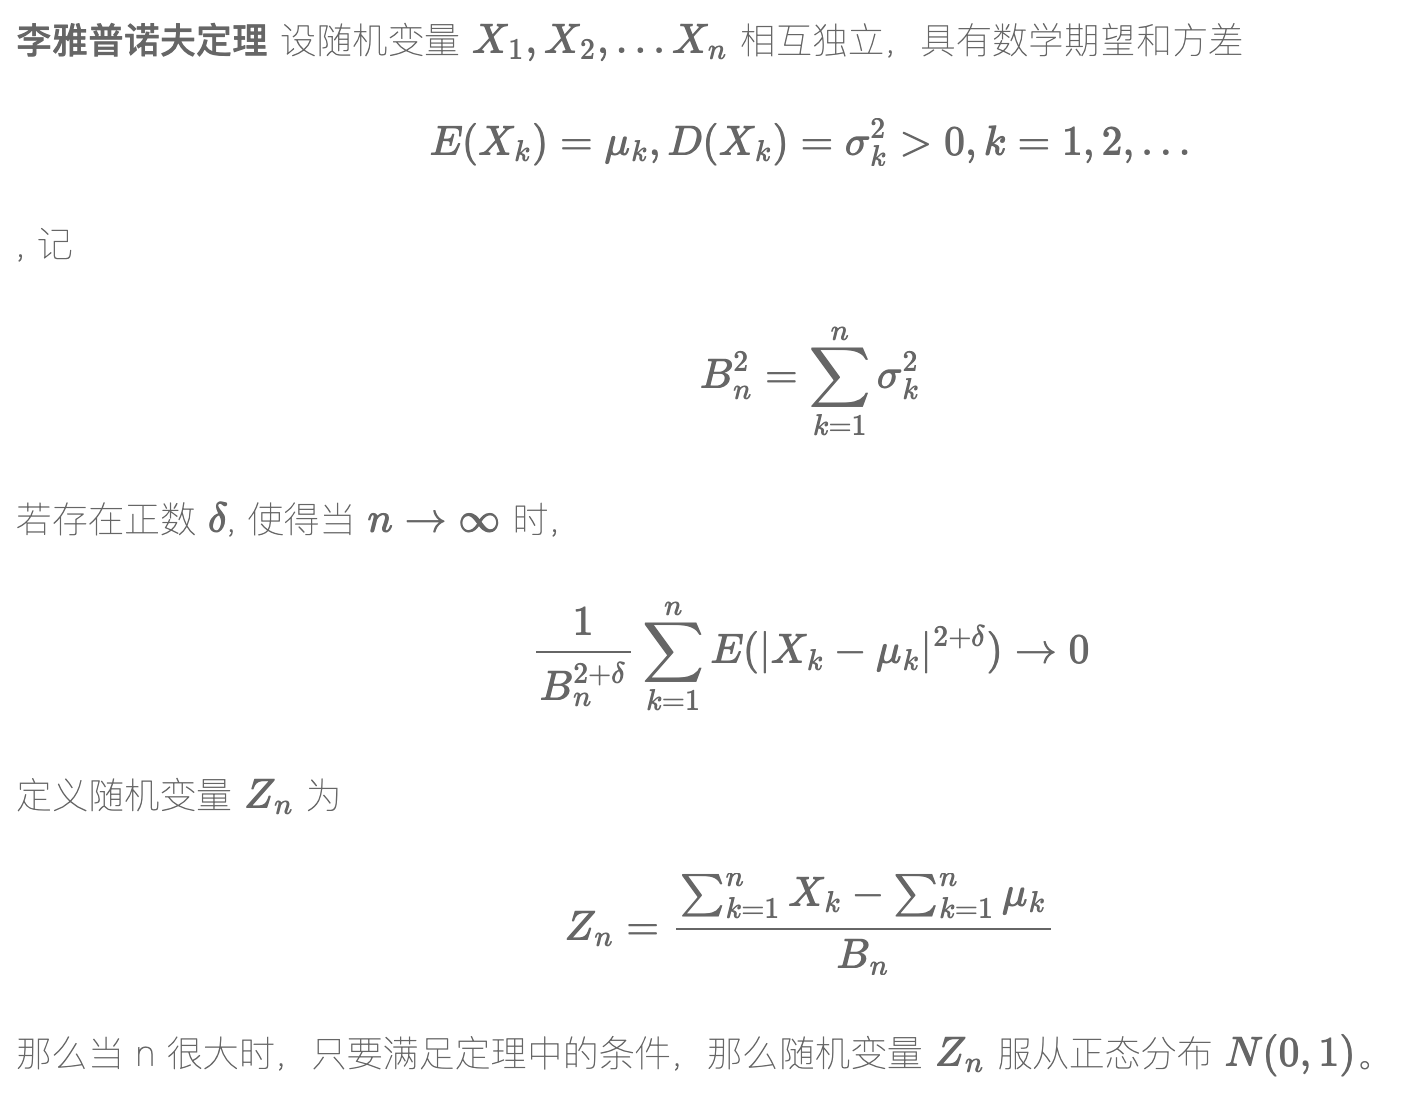 李雅普诺夫定理 设随机变量 $X_1, X_2, \ldots X_n$ 相互独立，具有数学期望和方差
$$E(X_k) = \mu_k, D(X_k) = \sigma_k^2 > 0, k = 1, 2, \ldots$$
, 记
$$B_n^2 = \sum_{k=1}^{n} \sigma_k^2$$
若存在正数 $\delta$, 使得当 $n \to \infty$ 时,
$$\frac{1}{B_n^{2+\delta}} \sum_{k=1}^{n} E(|X_k - \mu_k|^{2+\delta}) \to 0$$
定义随机变量 $Z_n$ 为
$$Z_n = \frac{\sum_{k=1}^{n} X_k - \sum_{k=1}^{n} \mu_k}{B_n}$$
那么当 n 很大时，只要满足定理中的条件，那么随机变量 $Z_n$ 服从正态分布 $N(0, 1)$。